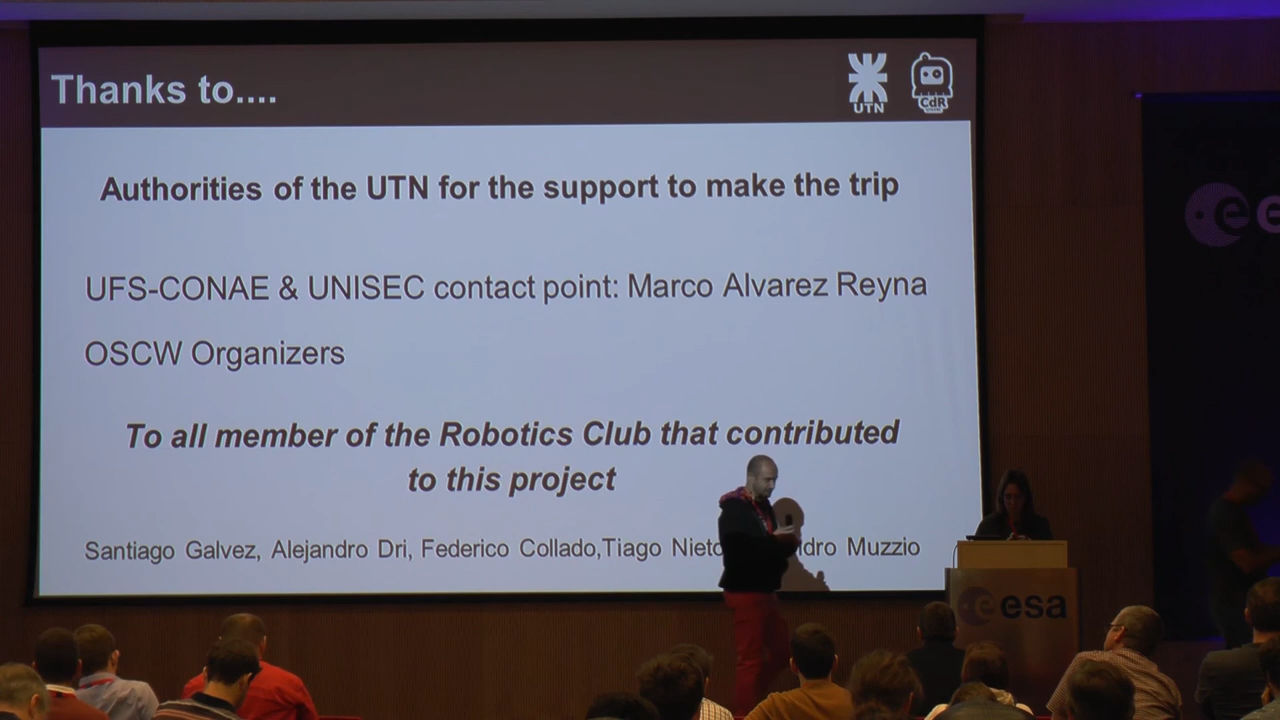 Thanks to....
UTN
CdR
Authorities of the UTN for the support to make the trip
UFS-CONAE & UNISEC contact point: Marco Alvarez Reyna
OSCW Organizers
To all member of the Robotics Club that contributed
to this project
Santiago Galvez, Alejandro Dri, Federico Collado,Tiago Nieto Muzzio
esa